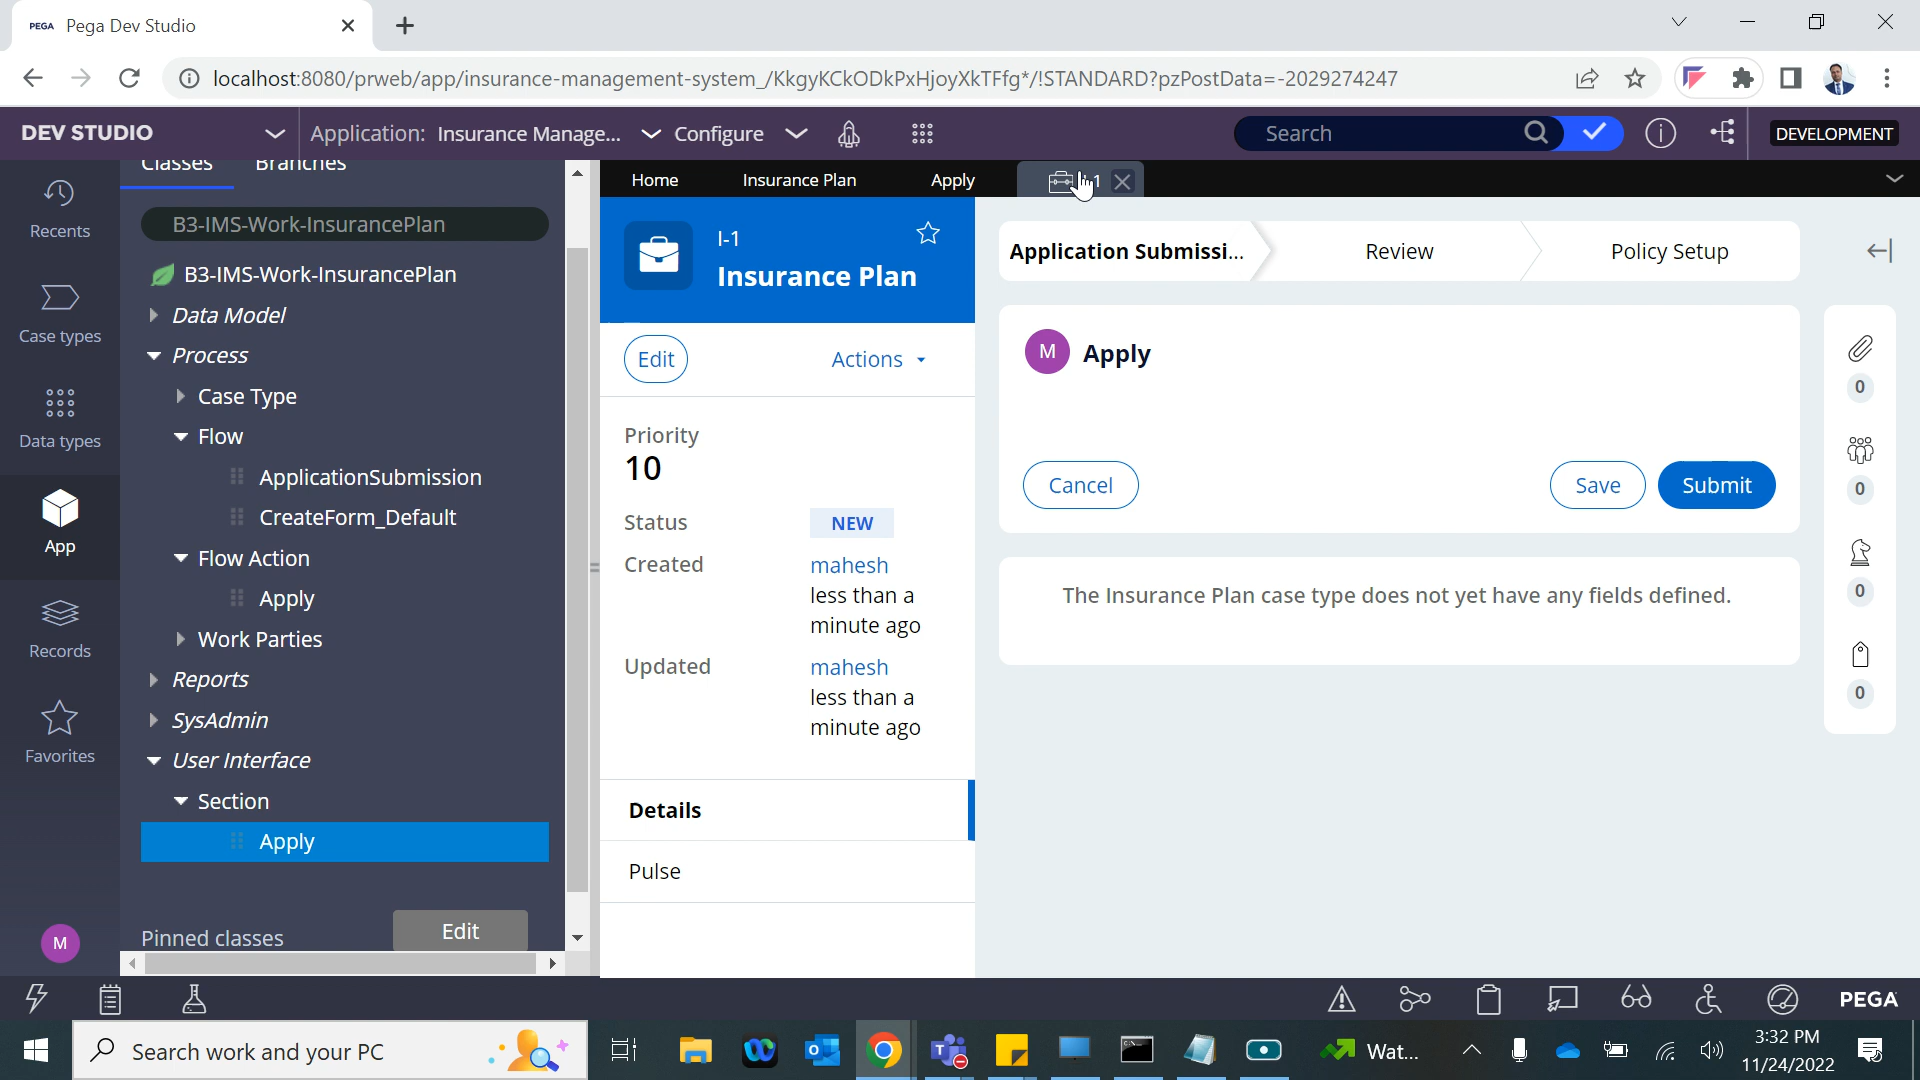 PEGA Pega Dev Studio
localhost:8080/prweb/app/insurance-management-system_/KkgyKCkODkPxHjoyXkTFfg*/!STANDARD?pzPostData=-2029274247
DEV STUDIO
Application: Insurance Manage...
Configure
Search
DEVELOPMENT
Recents
Case types
Data types
App
Records
Favorites
M
Classes
Branches
B3-IMS-Work-InsurancePlan
B3-IMS-Work-InsurancePlan
Data Model
Process
Case Type
Flow
ApplicationSubmission
CreateForm_Default
Flow Action
Apply
Work Parties
Reports
SysAdmin
User Interface
Section
Apply
Pinned classes
Edit
Home
Insurance Plan
Apply
I-1
Insurance Plan
Edit
Actions
Priority
10
Status
NEW
Created
mahesh
less than a
minute ago
Updated
mahesh
less than a
minute ago
Details
Pulse
Application Submissi...
Review
Policy Setup
M Apply
Cancel
Save
Submit
The Insurance Plan case type does not yet have any fields defined.
0
0
0
0
PEGA
Search work and your PC
Wat...
3:32 PM
11/24/2022